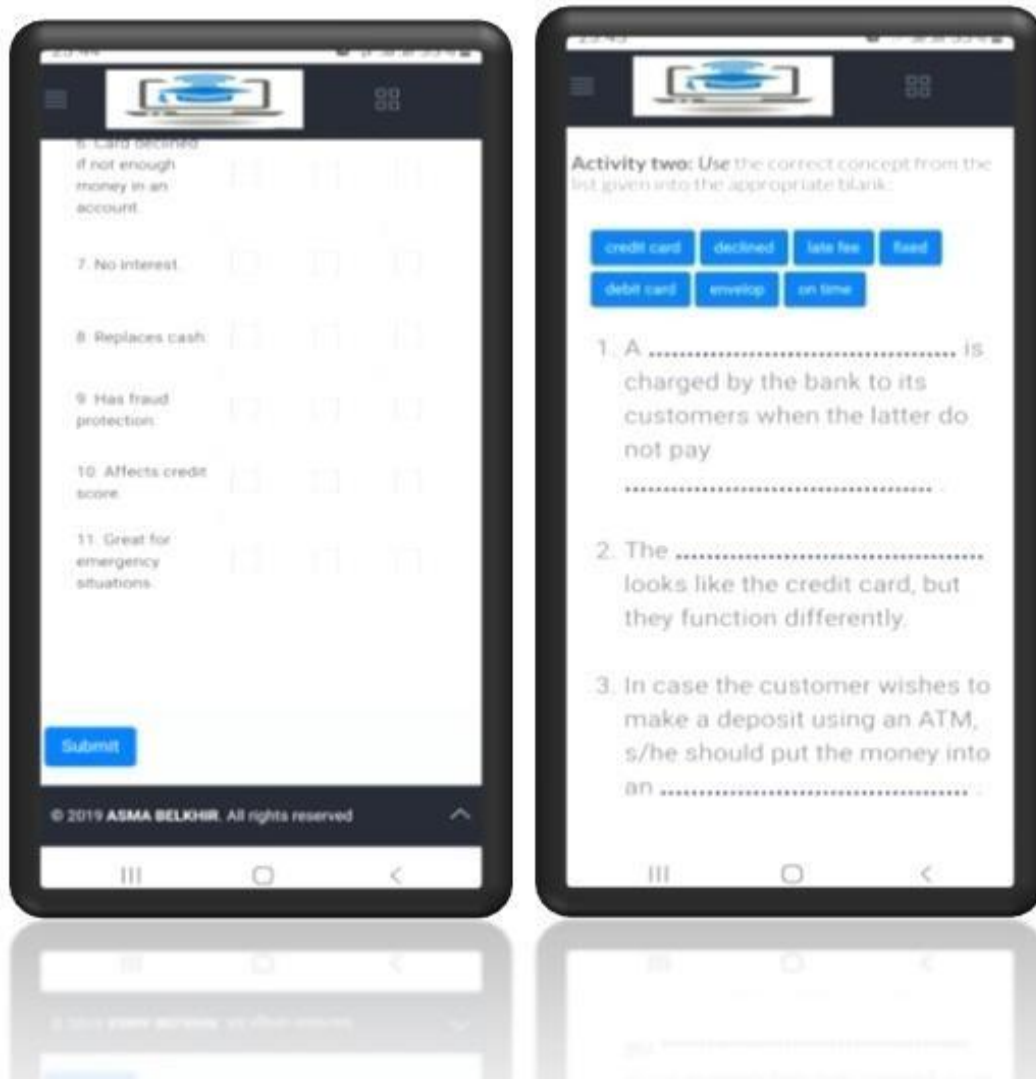 6. Card declined
if not enough
money in an
account.
7. No interest.
8. Replaces cash.
9. Has fraud
protection.
10. Affects credit
score.
11. Great for
emergency
situations.
Submit
© 2019 ASMA BELKHIR. All rights reserved
Activity two: Use the correct concept from the
list given into the appropriate blank:
credit card declined late fee fixed
debit card envelop on time
1. A ........................................ is
charged by the bank to its
customers when the latter do
not pay
........................................ .
2. The ........................................
looks like the credit card, but
they function differently.
3. In case the customer wishes to
make a deposit using an ATM,
s/he should put the money into
an ........................................ .